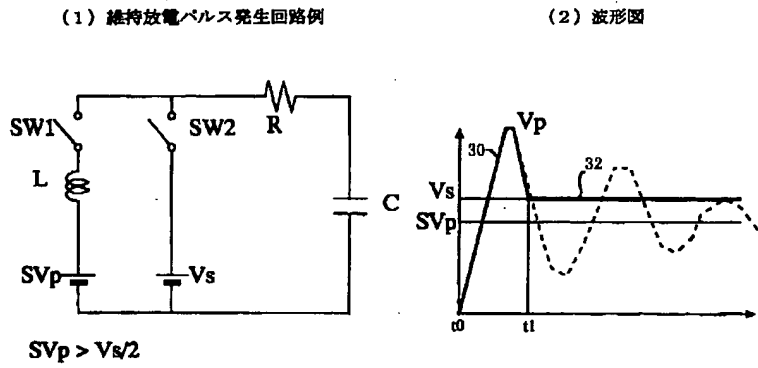 (1) 維持放電パルス発生回路例
(2) 波形図
SW1
SW2
R
L
C
SVp
Vs
SVp > Vs/2
Vp
30
32
Vs
SVp
t0
t1